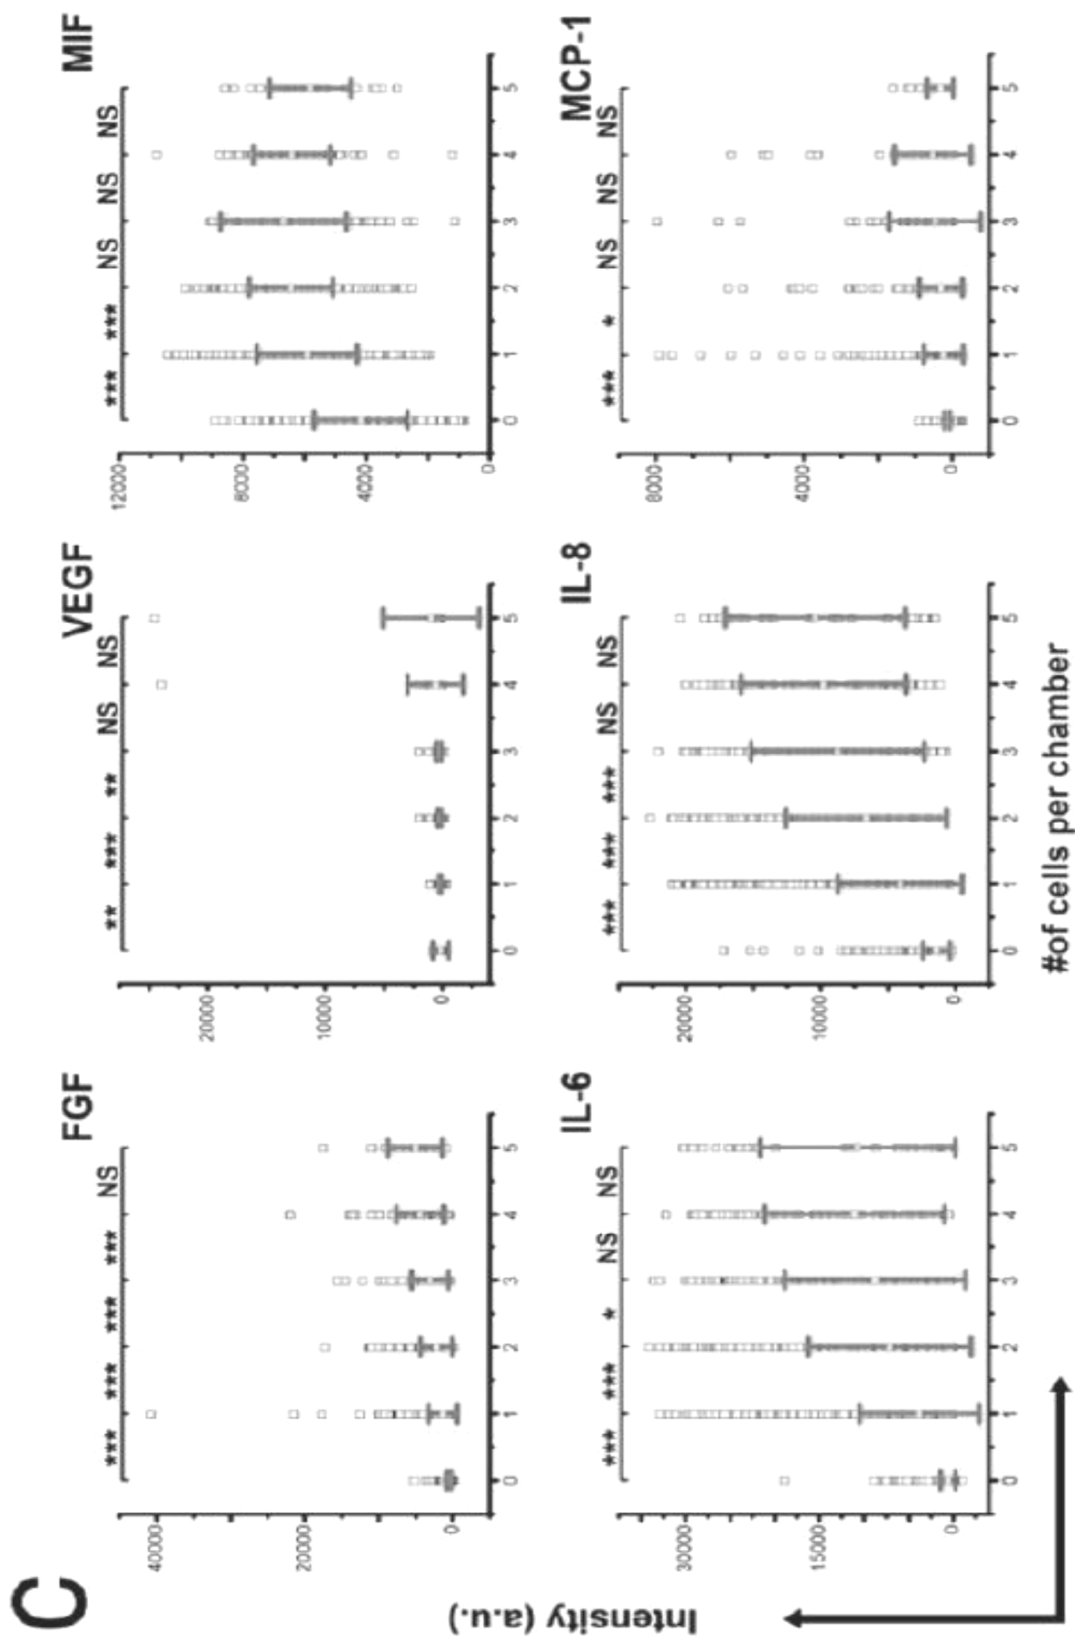 C
Intensity (a.u.)
FGF
*** *** *** *** NS
40000
20000
0
0 1 2 3 4 5
VEGF
** *** ** NS NS
20000
10000
0
0 1 2 3 4 5
MIF
*** *** NS NS NS
12000
8000
4000
0
0 1 2 3 4 5
IL-6
*** *** * NS NS
30000
15000
0
0 1 2 3 4 5
IL-8
*** *** *** NS NS
20000
10000
0
0 1 2 3 4 5
MCP-1
*** * NS NS NS
8000
4000
0
0 1 2 3 4 5
#of cells per chamber